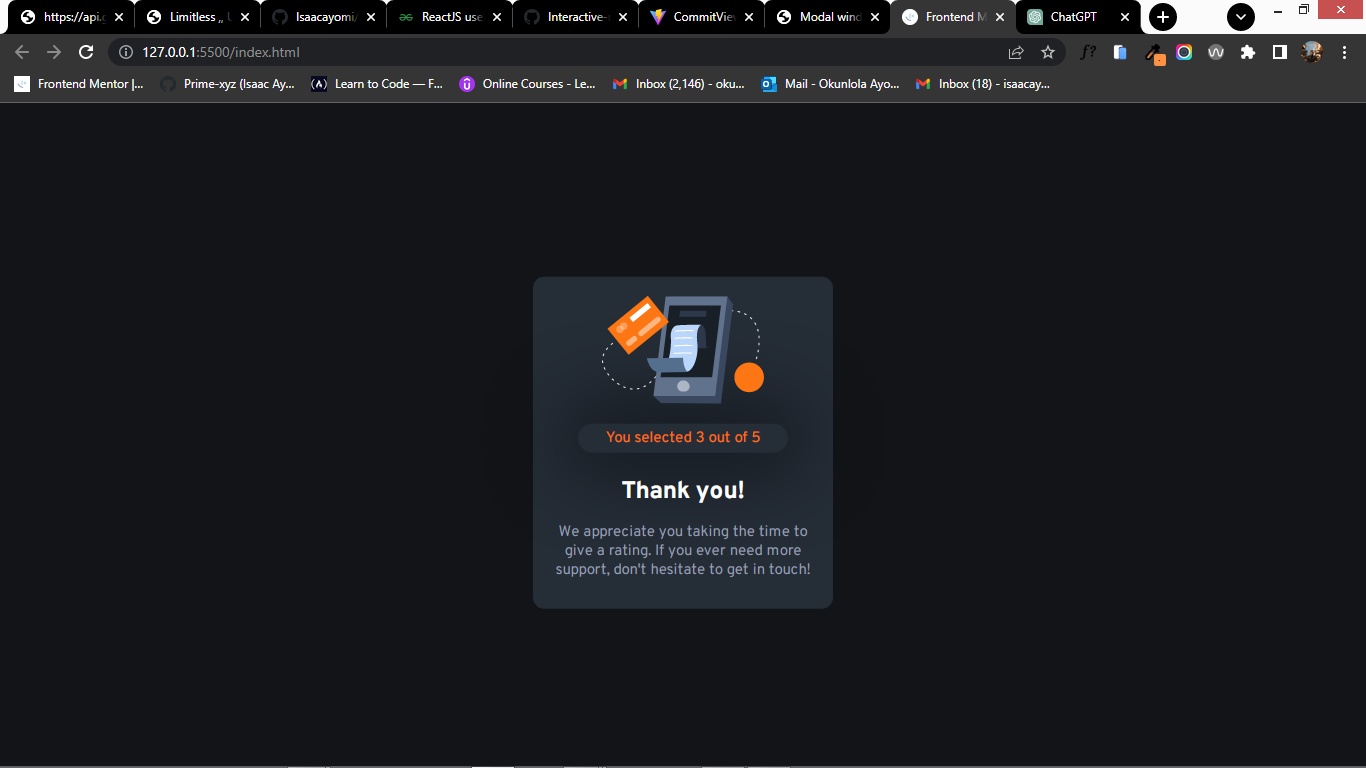 https://api.
Limitless ,,
Isaacayomi/
ReactJS use
Interactive-
CommitVie
Modal wind
Frontend M
ChatGPT
127.0.0.1:5500/index.html
f?
Frontend Mentor |...
Prime-xyz (Isaac Ay...
Learn to Code — F...
Online Courses - Le...
Inbox (2,146) - oku...
Mail - Okunlola Ayo...
Inbox (18) - isaacay...
You selected 3 out of 5
Thank you!
We appreciate you taking the time to
give a rating. If you ever need more
support, don't hesitate to get in touch!